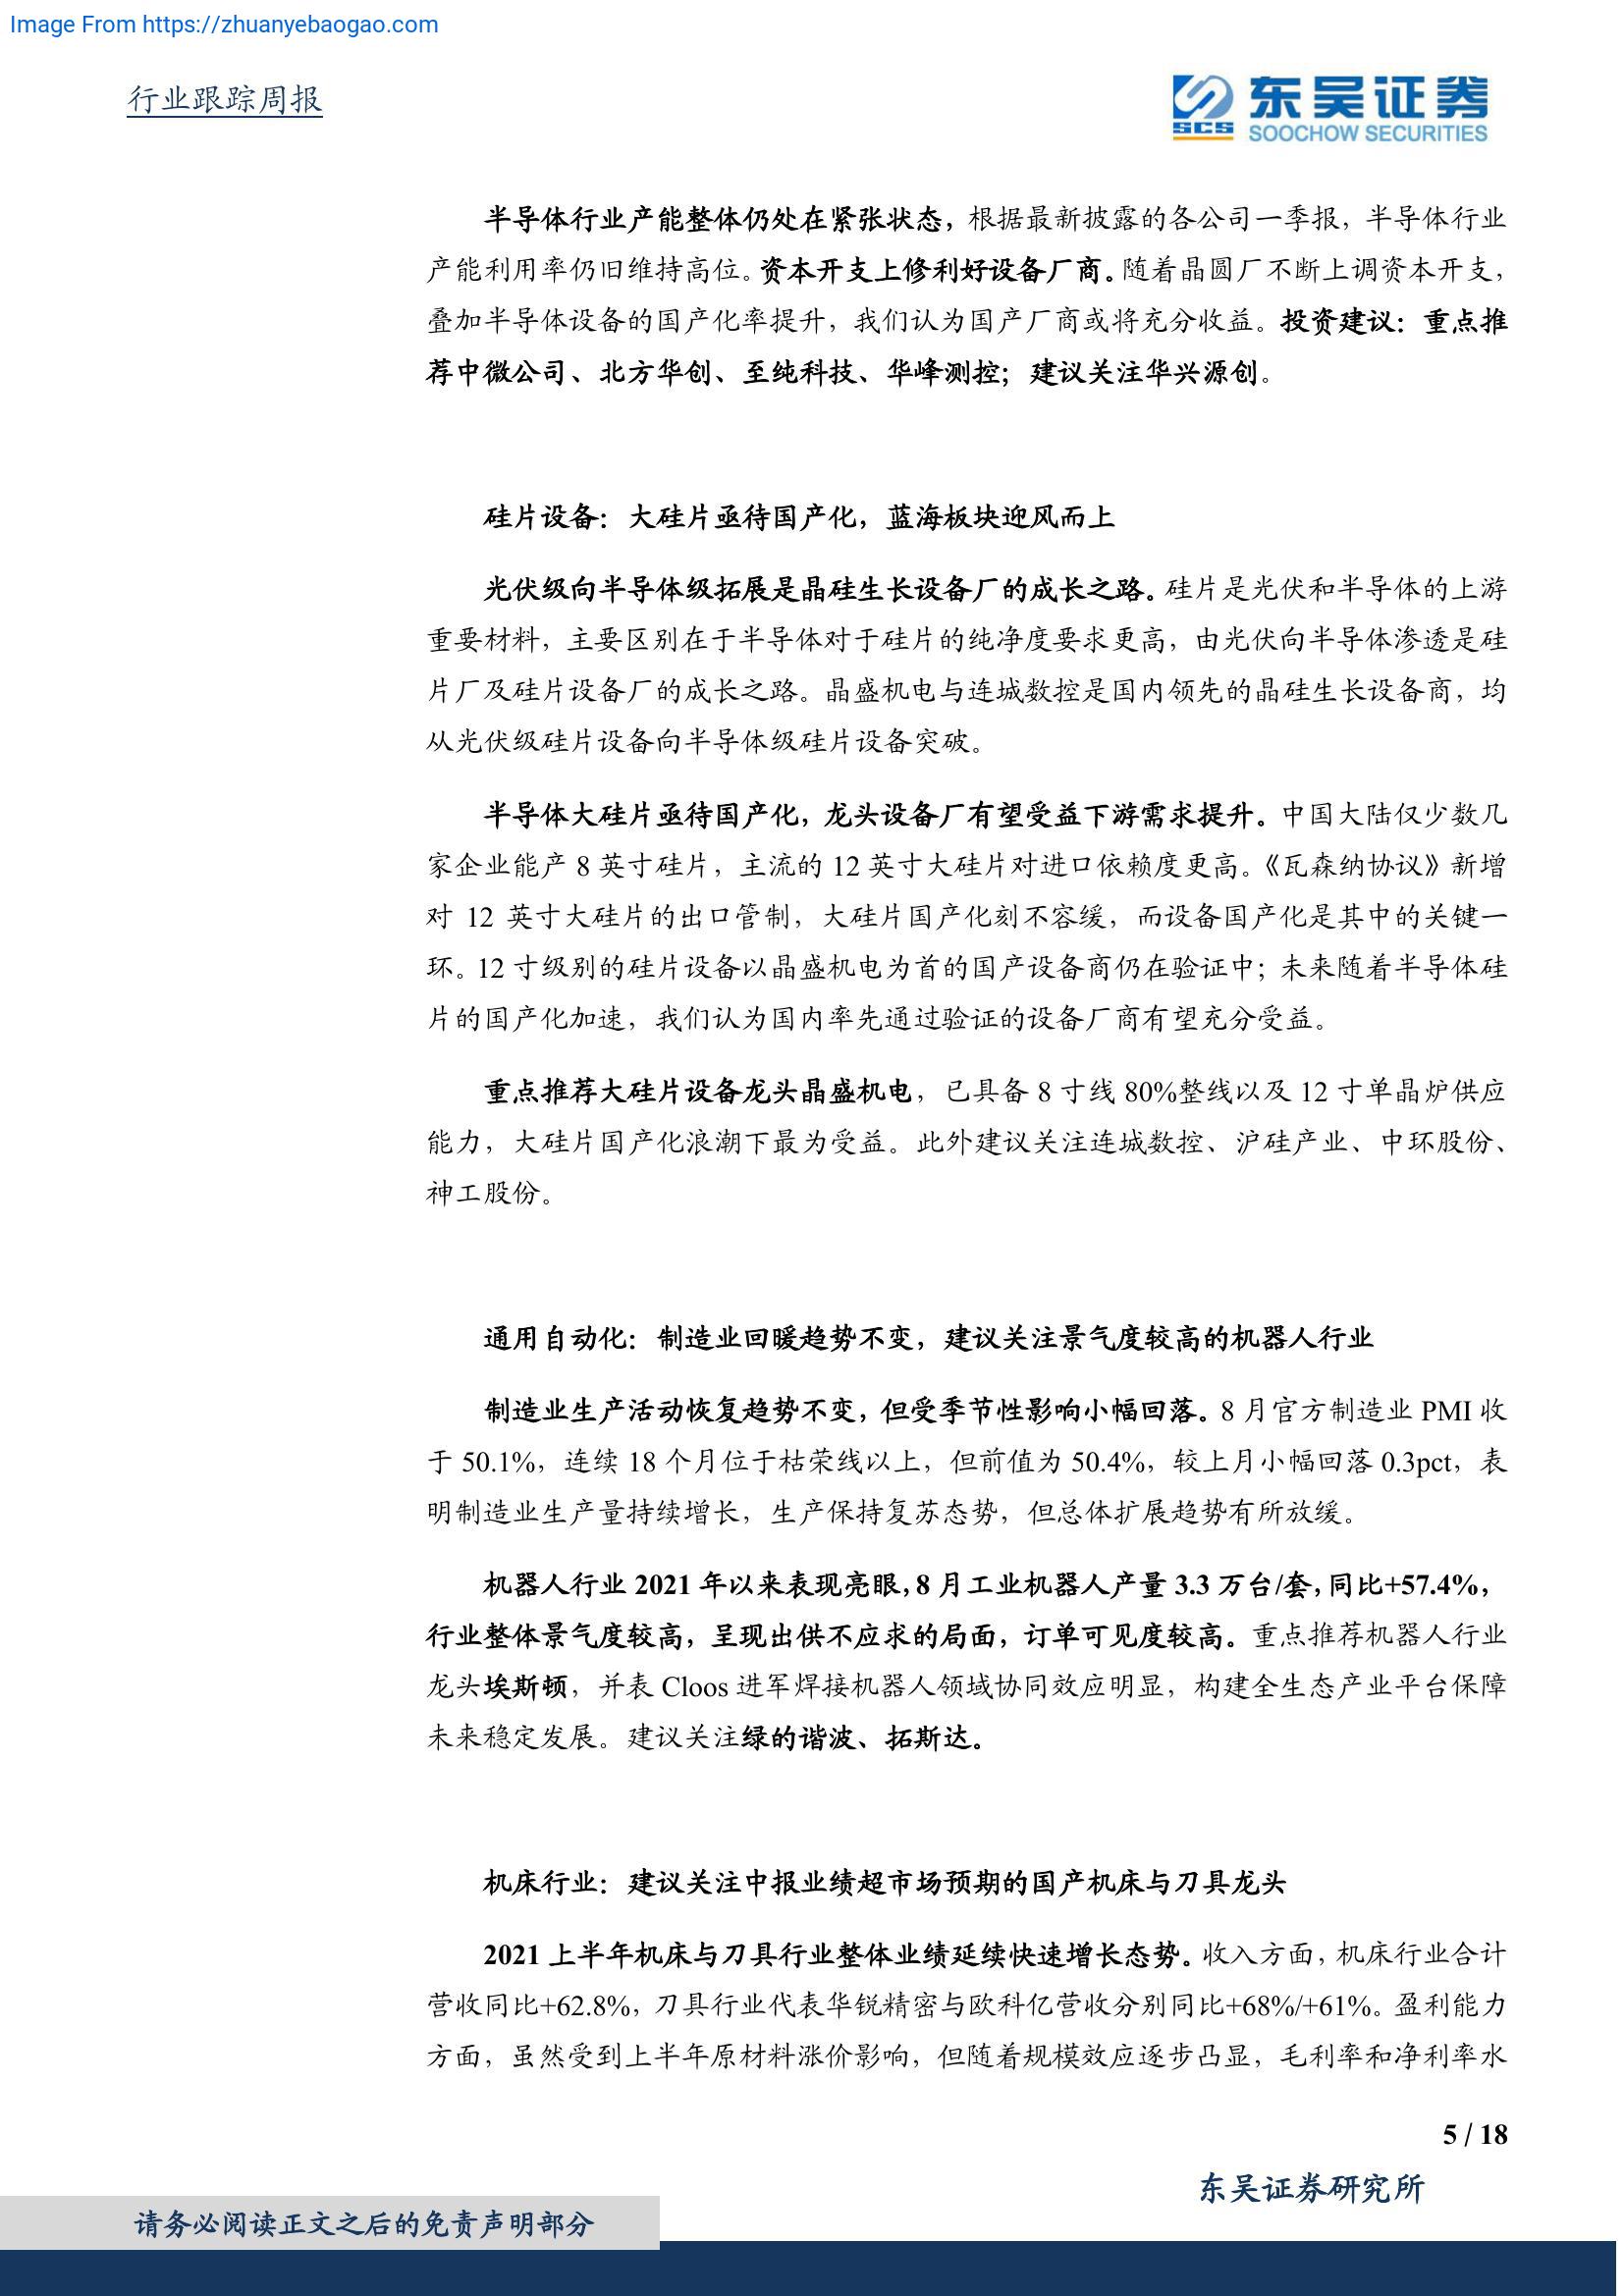 Image From https://zhuanyebaogao.com
行业跟踪周报
东吴证券
SCS
SOOCHOW SECURITIES
半导体行业产能整体仍处在紧张状态，根据最新披露的各公司一季报，半导体行业
产能利用率仍旧维持高位。资本开支上修利好设备厂商。随着晶圆厂不断上调资本开支，
叠加半导体设备的国产化率提升，我们认为国产厂商或将充分收益。投资建议：重点推
荐中微公司、北方华创、至纯科技、华峰测控；建议关注华兴源创。
硅片设备：大硅片亟待国产化，蓝海板块迎风而上
光伏级向半导体级拓展是晶硅生长设备厂的成长之路。硅片是光伏和半导体的上游
重要材料，主要区别在于半导体对于硅片的纯净度要求更高，由光伏向半导体渗透是硅
片厂及硅片设备厂的成长之路。晶盛机电与连城数控是国内领先的晶硅生长设备商，均
从光伏级硅片设备向半导体级硅片设备突破。
半导体大硅片亟待国产化，龙头设备厂有望受益下游需求提升。中国大陆仅少数几
家企业能产 8 英寸硅片，主流的 12 英寸大硅片对进口依赖度更高。《瓦森纳协议》新增
对 12 英寸大硅片的出口管制，大硅片国产化刻不容缓，而设备国产化是其中的关键一
环。12 寸级别的硅片设备以晶盛机电为首的国产设备商仍在验证中；未来随着半导体硅
片的国产化加速，我们认为国内率先通过验证的设备厂商有望充分受益。
重点推荐大硅片设备龙头晶盛机电，已具备 8 寸线 80%整线以及 12 寸单晶炉供应
能力，大硅片国产化浪潮下最为受益。此外建议关注连城数控、沪硅产业、中环股份、
神工股份。
通用自动化：制造业回暖趋势不变，建议关注景气度较高的机器人行业
制造业生产活动恢复趋势不变，但受季节性影响小幅回落。8 月官方制造业 PMI 收
于 50.1%，连续 18 个月位于枯荣线以上，但前值为 50.4%，较上月小幅回落 0.3pct，表
明制造业生产量持续增长，生产保持复苏态势，但总体扩展趋势有所放缓。
机器人行业 2021 年以来表现亮眼，8 月工业机器人产量 3.3 万台/套，同比+57.4%，
行业整体景气度较高，呈现出供不应求的局面，订单可见度较高。重点推荐机器人行业
龙头埃斯顿，并表 Cloos 进军焊接机器人领域协同效应明显，构建全生态产业平台保障
未来稳定发展。建议关注绿的谐波、拓斯达。
机床行业：建议关注中报业绩超市场预期的国产机床与刀具龙头
2021 上半年机床与刀具行业整体业绩延续快速增长态势。收入方面，机床行业合计
营收同比+62.8%，刀具行业代表华锐精密与欧科亿营收分别同比+68%/+61%。盈利能力
方面，虽然受到上半年原材料涨价影响，但随着规模效应逐步凸显，毛利率和净利率水
5 / 18
东吴证券研究所
请务必阅读正文之后的免责声明部分